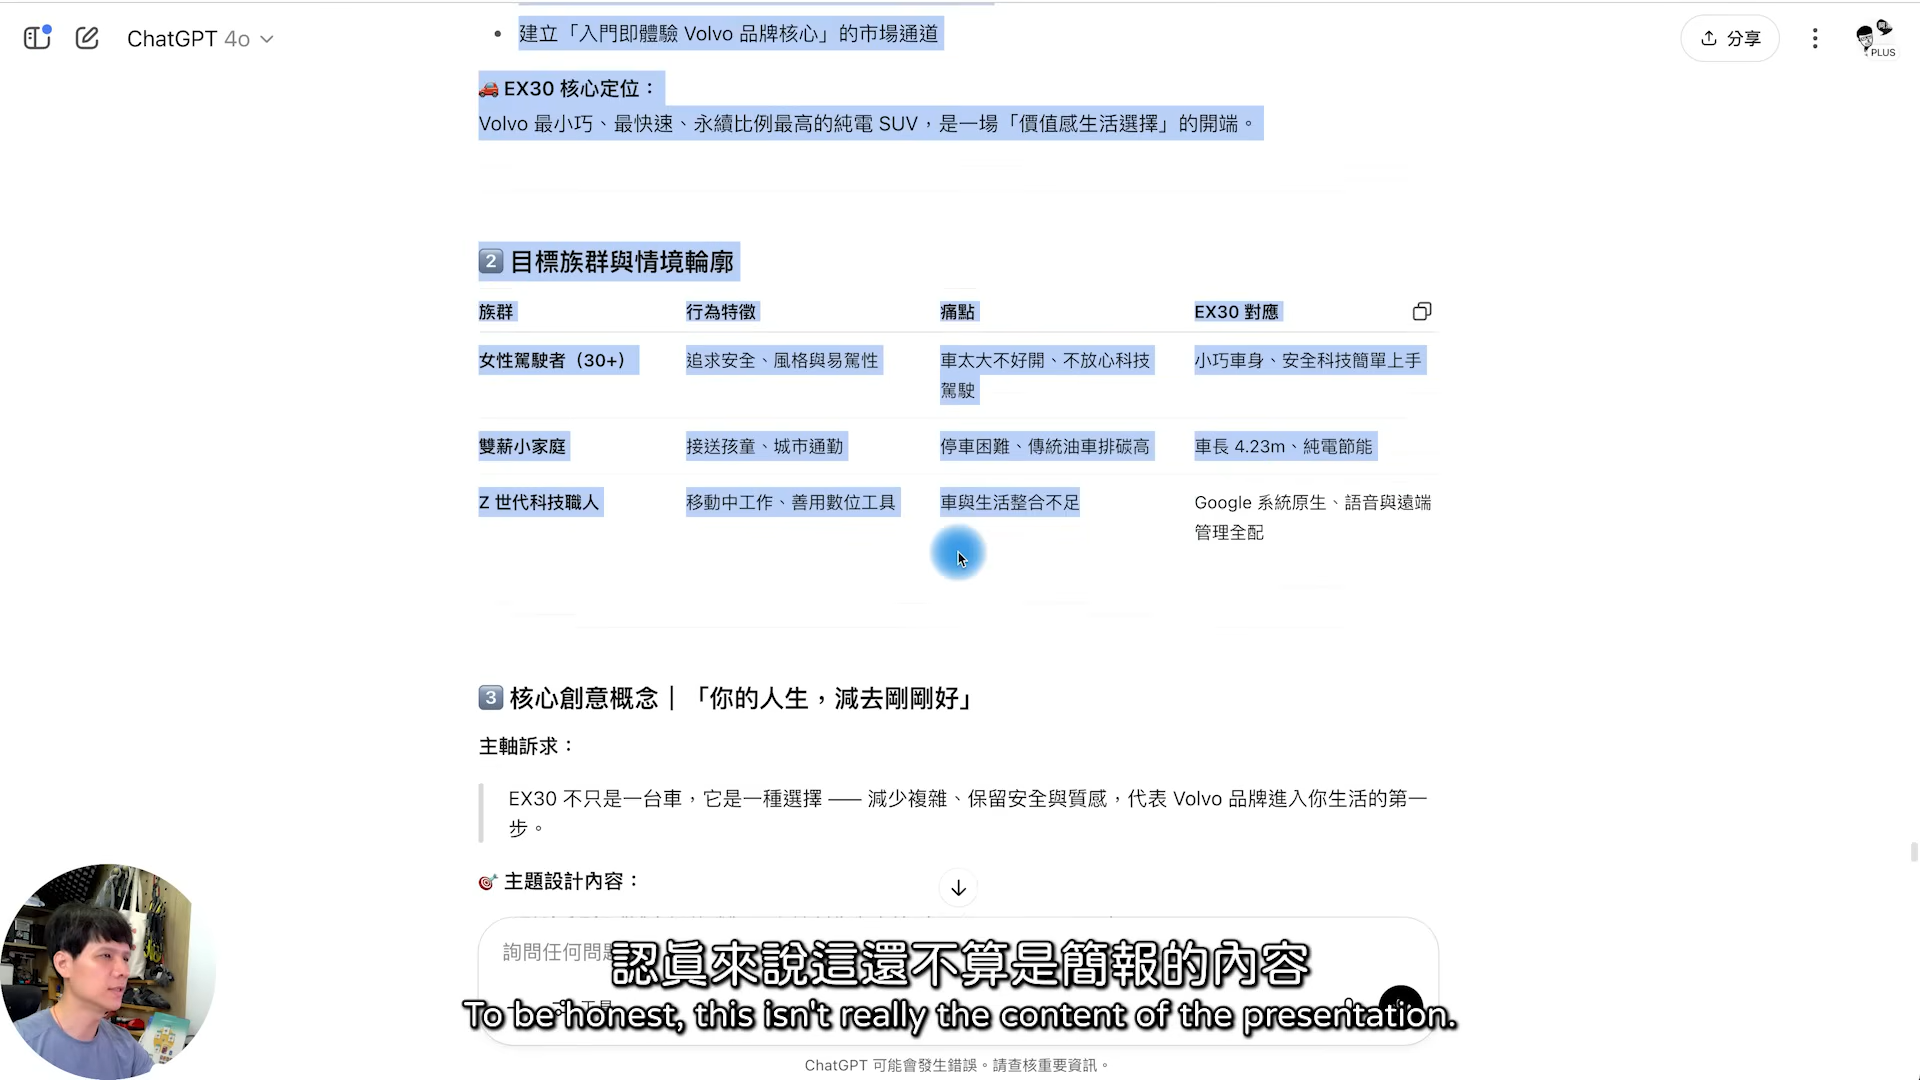 ChatGPT 4o
分享
PLUS
建立「入門即體驗 Volvo 品牌核心」的市場通道
🚗 EX30 核心定位：
Volvo 最小巧、最快速、永續比例最高的純電 SUV，是一場「價值感生活選擇」的開端。
2 目標族群與情境輪廓
族群 行為特徵 痛點 EX30 對應
女性駕駛者（30+） 追求安全、風格與易駕性 車太大不好開、不放心科技 小巧車身、安全科技簡單上手
駕駛
雙薪小家庭 接送孩童、城市通勤 停車困難、傳統油車排碳高 車長 4.23m、純電節能
Z 世代科技職人 移動中工作、善用數位工具 車與生活整合不足 Google 系統原生、語音與遠端
管理全配
3 核心創意概念｜「你的人生，減去剛剛好」
主軸訴求：
EX30 不只是一台車，它是一種選擇 —— 減少複雜、保留安全與質感，代表 Volvo 品牌進入你生活的第一
步。
🎯 主題設計內容：
詢問任何問
認真來說這還不算是簡報的內容
To be honest, this isn't really the content of the presentation.
ChatGPT 可能會發生錯誤。請查核重要資訊。